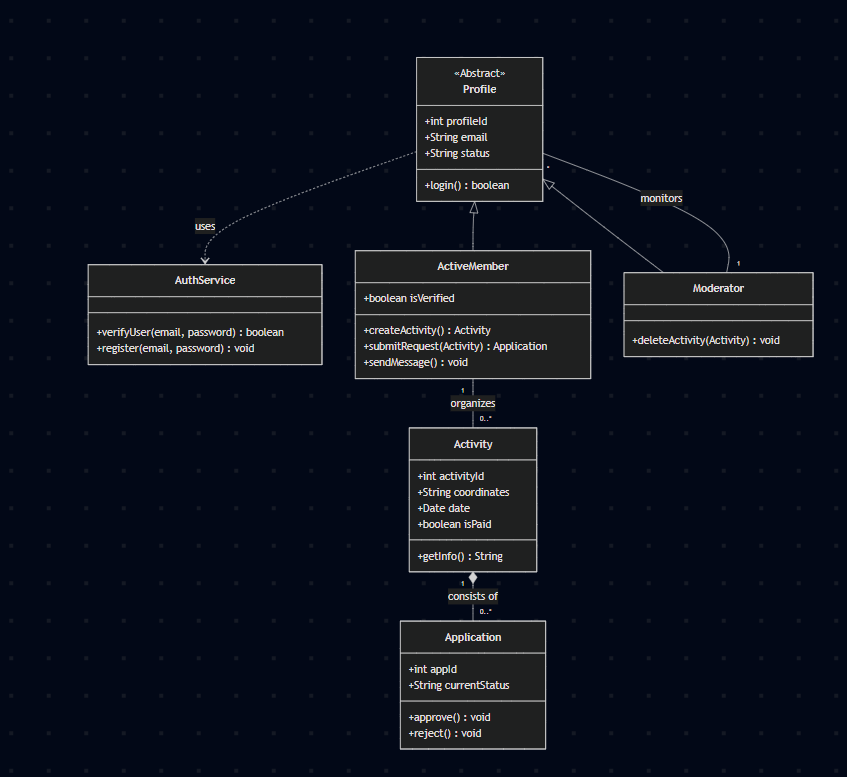 «Abstract»
Profile
+int profileId
+String email
+String status
+login() : boolean
*
monitors
1
uses
AuthService
+verifyUser(email, password) : boolean
+register(email, password) : void
ActiveMember
+boolean isVerified
+createActivity() : Activity
+submitRequest(Activity) : Application
+sendMessage() : void
Moderator
+deleteActivity(Activity) : void
1
organizes
0..*
Activity
+int activityId
+String coordinates
+Date date
+boolean isPaid
+getInfo() : String
1
consists of
0..*
Application
+int appId
+String currentStatus
+approve() : void
+reject() : void